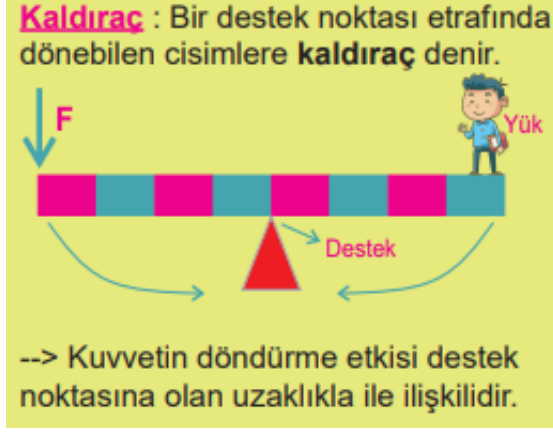 Kaldıraç : Bir destek noktası etrafında
dönebilen cisimlere kaldıraç denir.
F
Yük
Destek
--> Kuvvetin döndürme etkisi destek
noktasına olan uzaklıkla ile ilişkilidir.